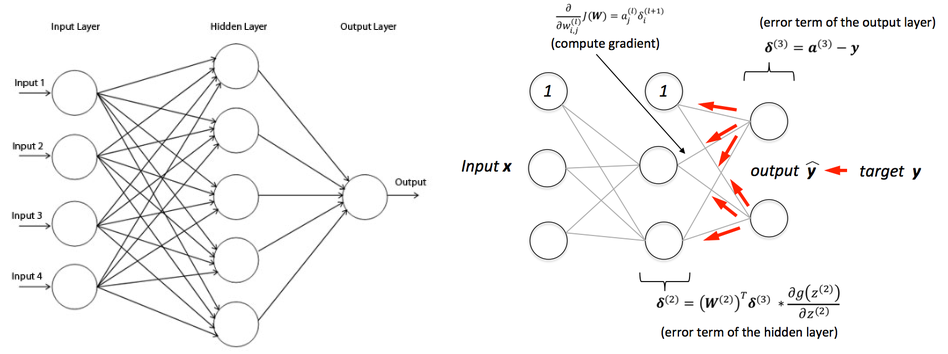 Input Layer
Hidden Layer
Output Layer
Input 1
Input 2
Input 3
Input 4
Output
∂/∂w_{i,j}^{(l)} J(W) = a_j^{(l)} δ_i^{(l+1)}
(compute gradient)
(error term of the output layer)
δ^{(3)} = a^{(3)} − y
1
1
Input x
output ŷ
target y
δ^{(2)} = (W^{(2)})^T δ^{(3)} * ∂g(z^{(2)})/∂z^{(2)}
(error term of the hidden layer)